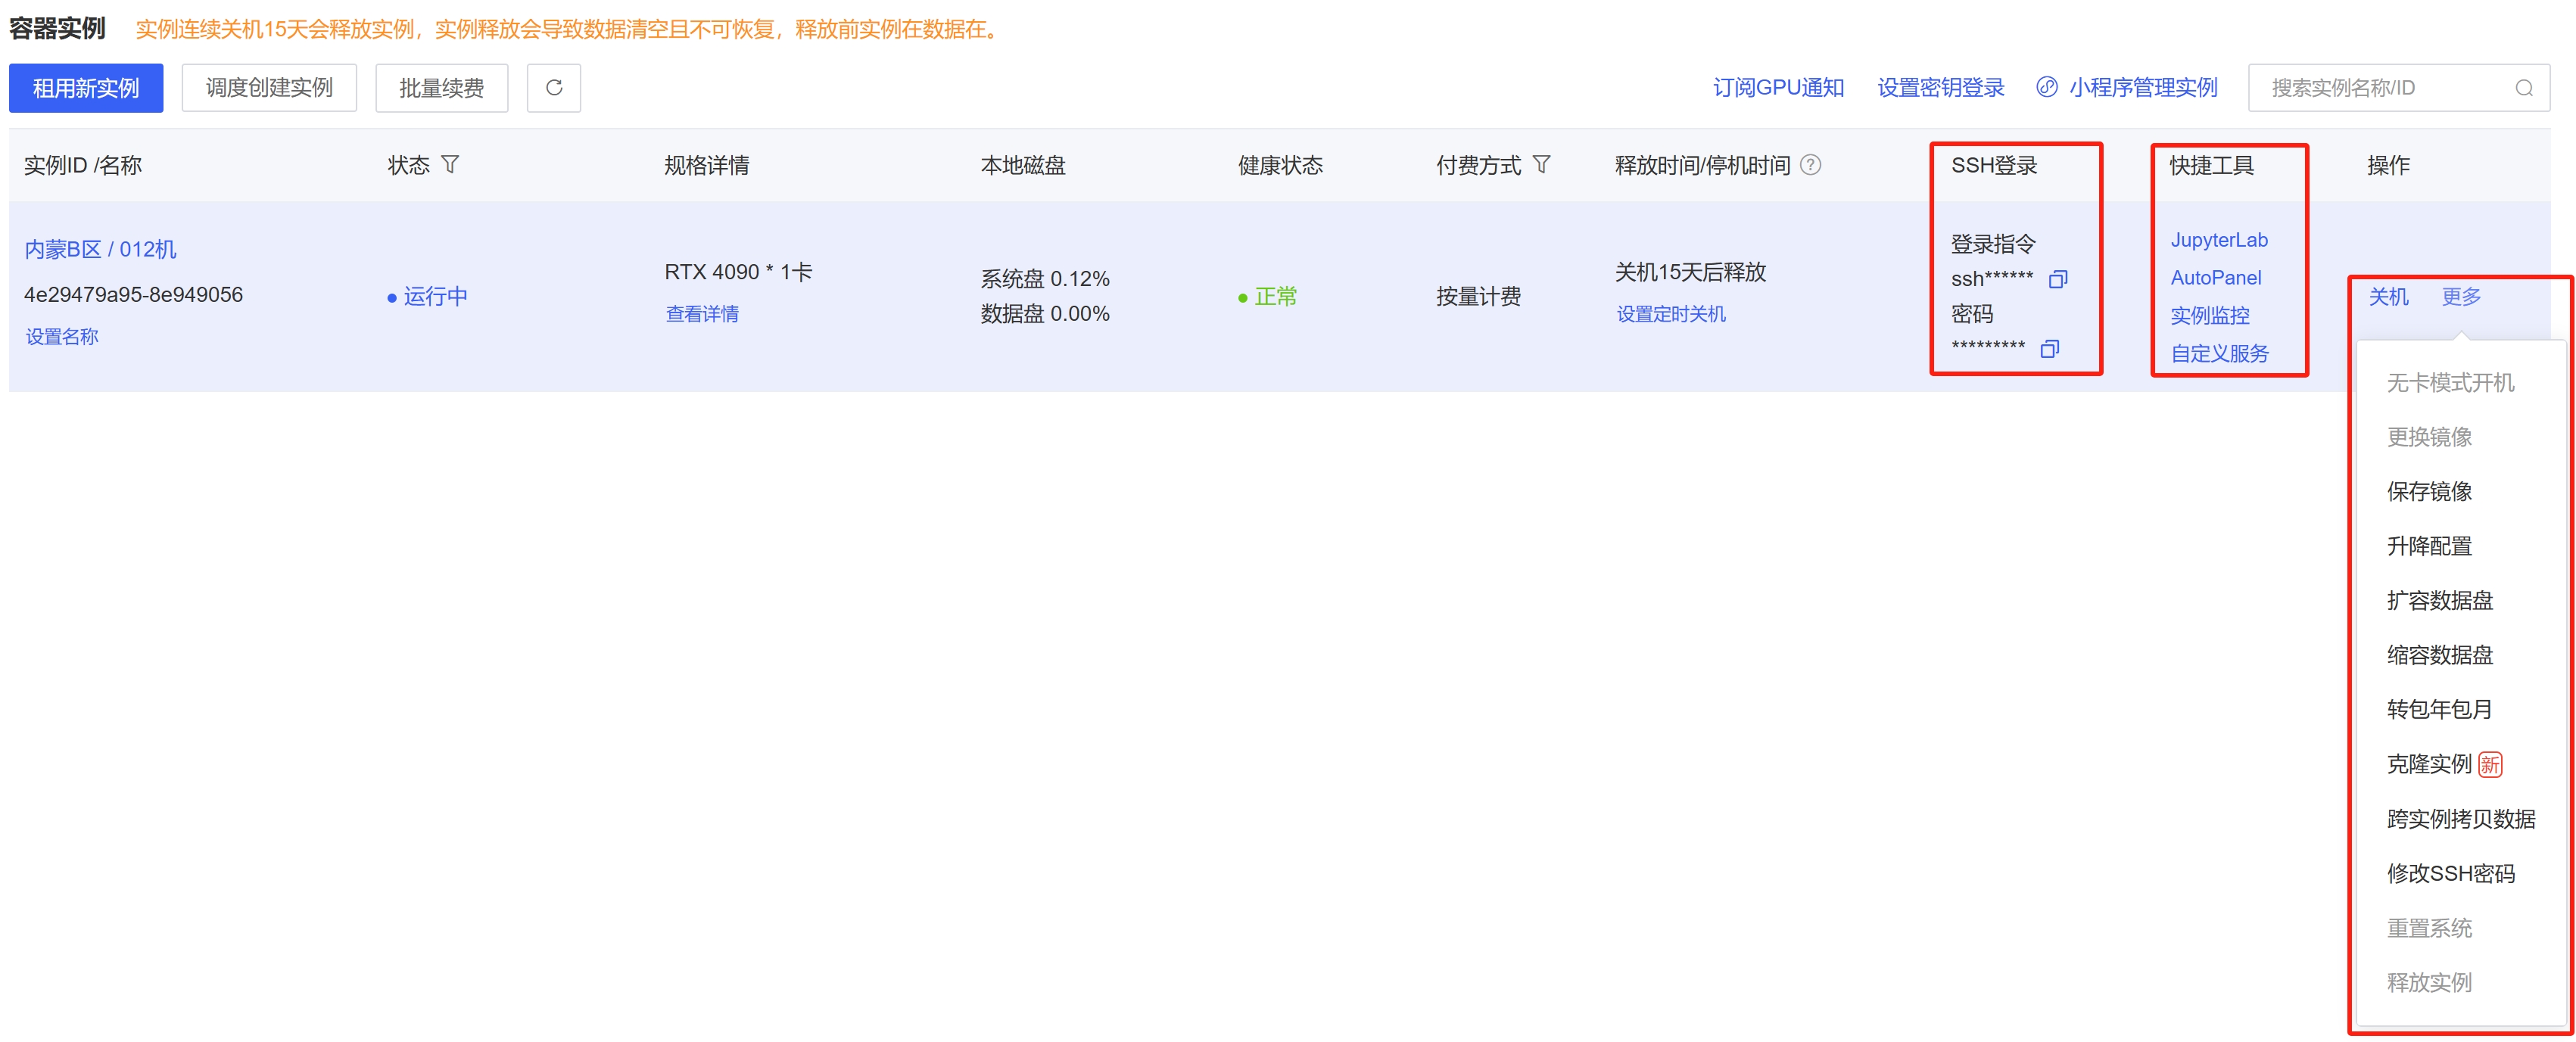 容器实例 实例连续关机15天会释放实例，实例释放会导致数据清空且不可恢复，释放前实例在数据在。
租用新实例 调度创建实例 批量续费 订阅GPU通知 设置密钥登录 小程序管理实例 搜索实例名称/ID
实例ID /名称 状态 规格详情 本地磁盘 健康状态 付费方式 释放时间/停机时间 ? SSH登录 快捷工具 操作
内蒙B区 / 012机
4e29479a95-8e949056
设置名称
运行中
RTX 4090 * 1卡
查看详情
系统盘 0.12%
数据盘 0.00%
正常
按量计费
关机15天后释放
设置定时关机
登录指令
ssh******
密码
*********
JupyterLab
AutoPanel
实例监控
自定义服务
关机 更多
无卡模式开机
更换镜像
保存镜像
升降配置
扩容数据盘
缩容数据盘
转包年包月
克隆实例 新
跨实例拷贝数据
修改SSH密码
重置系统
释放实例